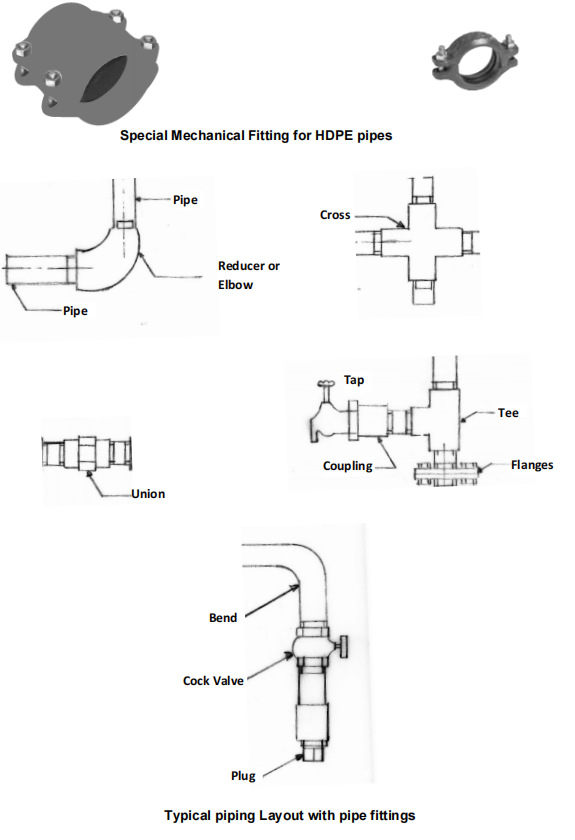 Special Mechanical Fitting for HDPE pipes
Pipe
Cross
Reducer or
Elbow
Pipe
Tap
Tee
Coupling
Flanges
Union
Bend
Cock Valve
Plug
Typical piping Layout with pipe fittings